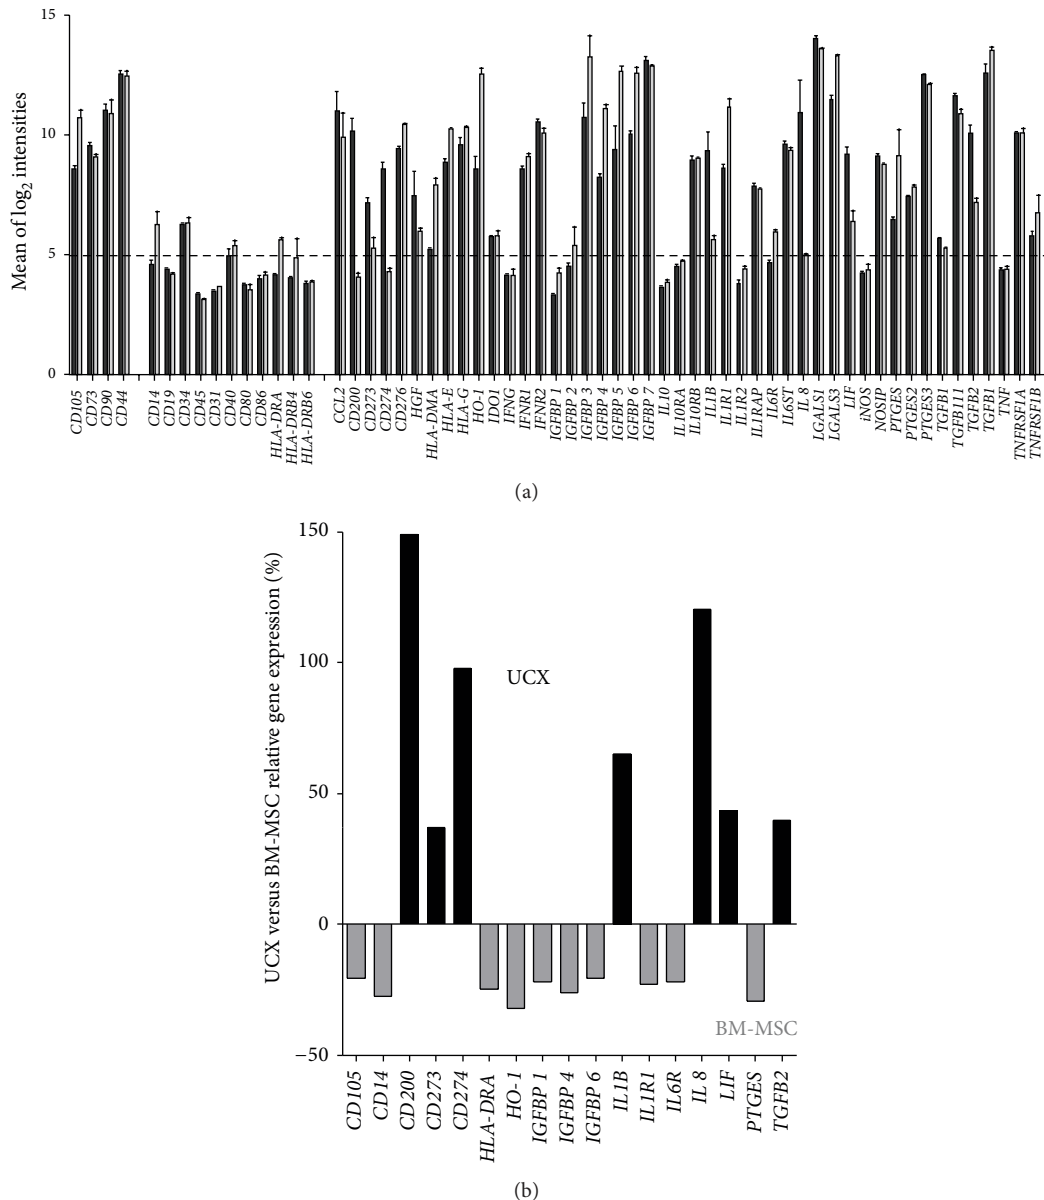 15
10
5
0
Mean of log2 intensities
CD105
CD73
CD90
CD44
CD14
CD19
CD34
CD45
CD31
CD40
CD80
CD86
HLA-DRA
HLA-DRB4
HLA-DRB6
CCL2
CD200
CD273
CD274
CD276
HGF
HLA-DMA
HLA-E
HLA-G
HO-1
IDO1
IFNG
IFNR1
IFNR2
IGFBP 1
IGFBP 2
IGFBP 3
IGFBP 4
IGFBP 5
IGFBP 6
IGFBP 7
IL10
IL10RA
IL10RB
IL1B
IL1R1
IL1R2
IL1RAP
IL6R
IL6ST
IL 8
LGALS1
LGALS3
LIF
iNOS
NOSIP
PTGES
PTGES2
PTGES3
TGFB1
TGFB111
TGFB2
TGFB1
TNF
TNFRSF1A
TNFRSF1B
(a)
150
100
50
0
−50
UCX versus BM-MSC relative gene expression (%)
UCX
BM-MSC
CD105
CD14
CD200
CD273
CD274
HLA-DRA
HO-1
IGFBP 1
IGFBP 4
IGFBP 6
IL1B
IL1R1
IL6R
IL 8
LIF
PTGES
TGFB2
(b)